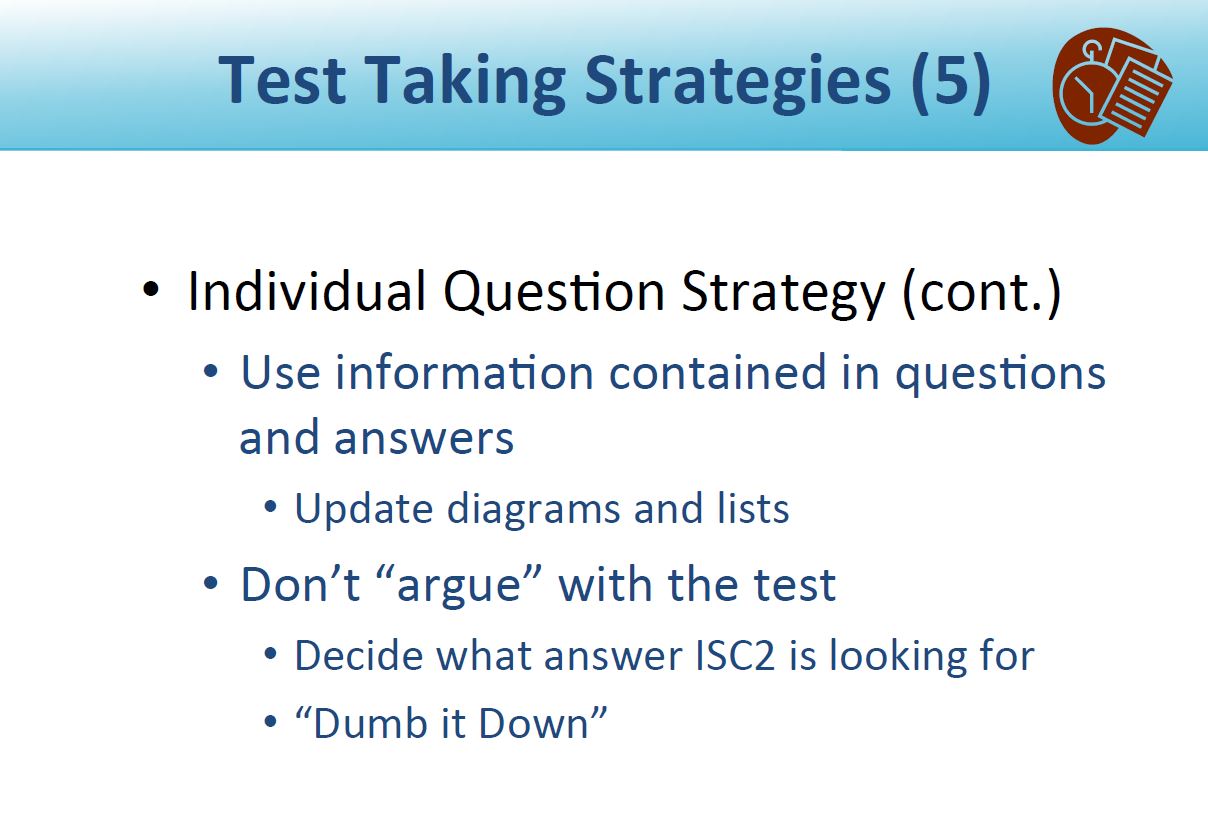 Test Taking Strategies (5)
• Individual Question Strategy (cont.)
• Use information contained in questions
and answers
• Update diagrams and lists
• Don’t “argue” with the test
• Decide what answer ISC2 is looking for
• “Dumb it Down”